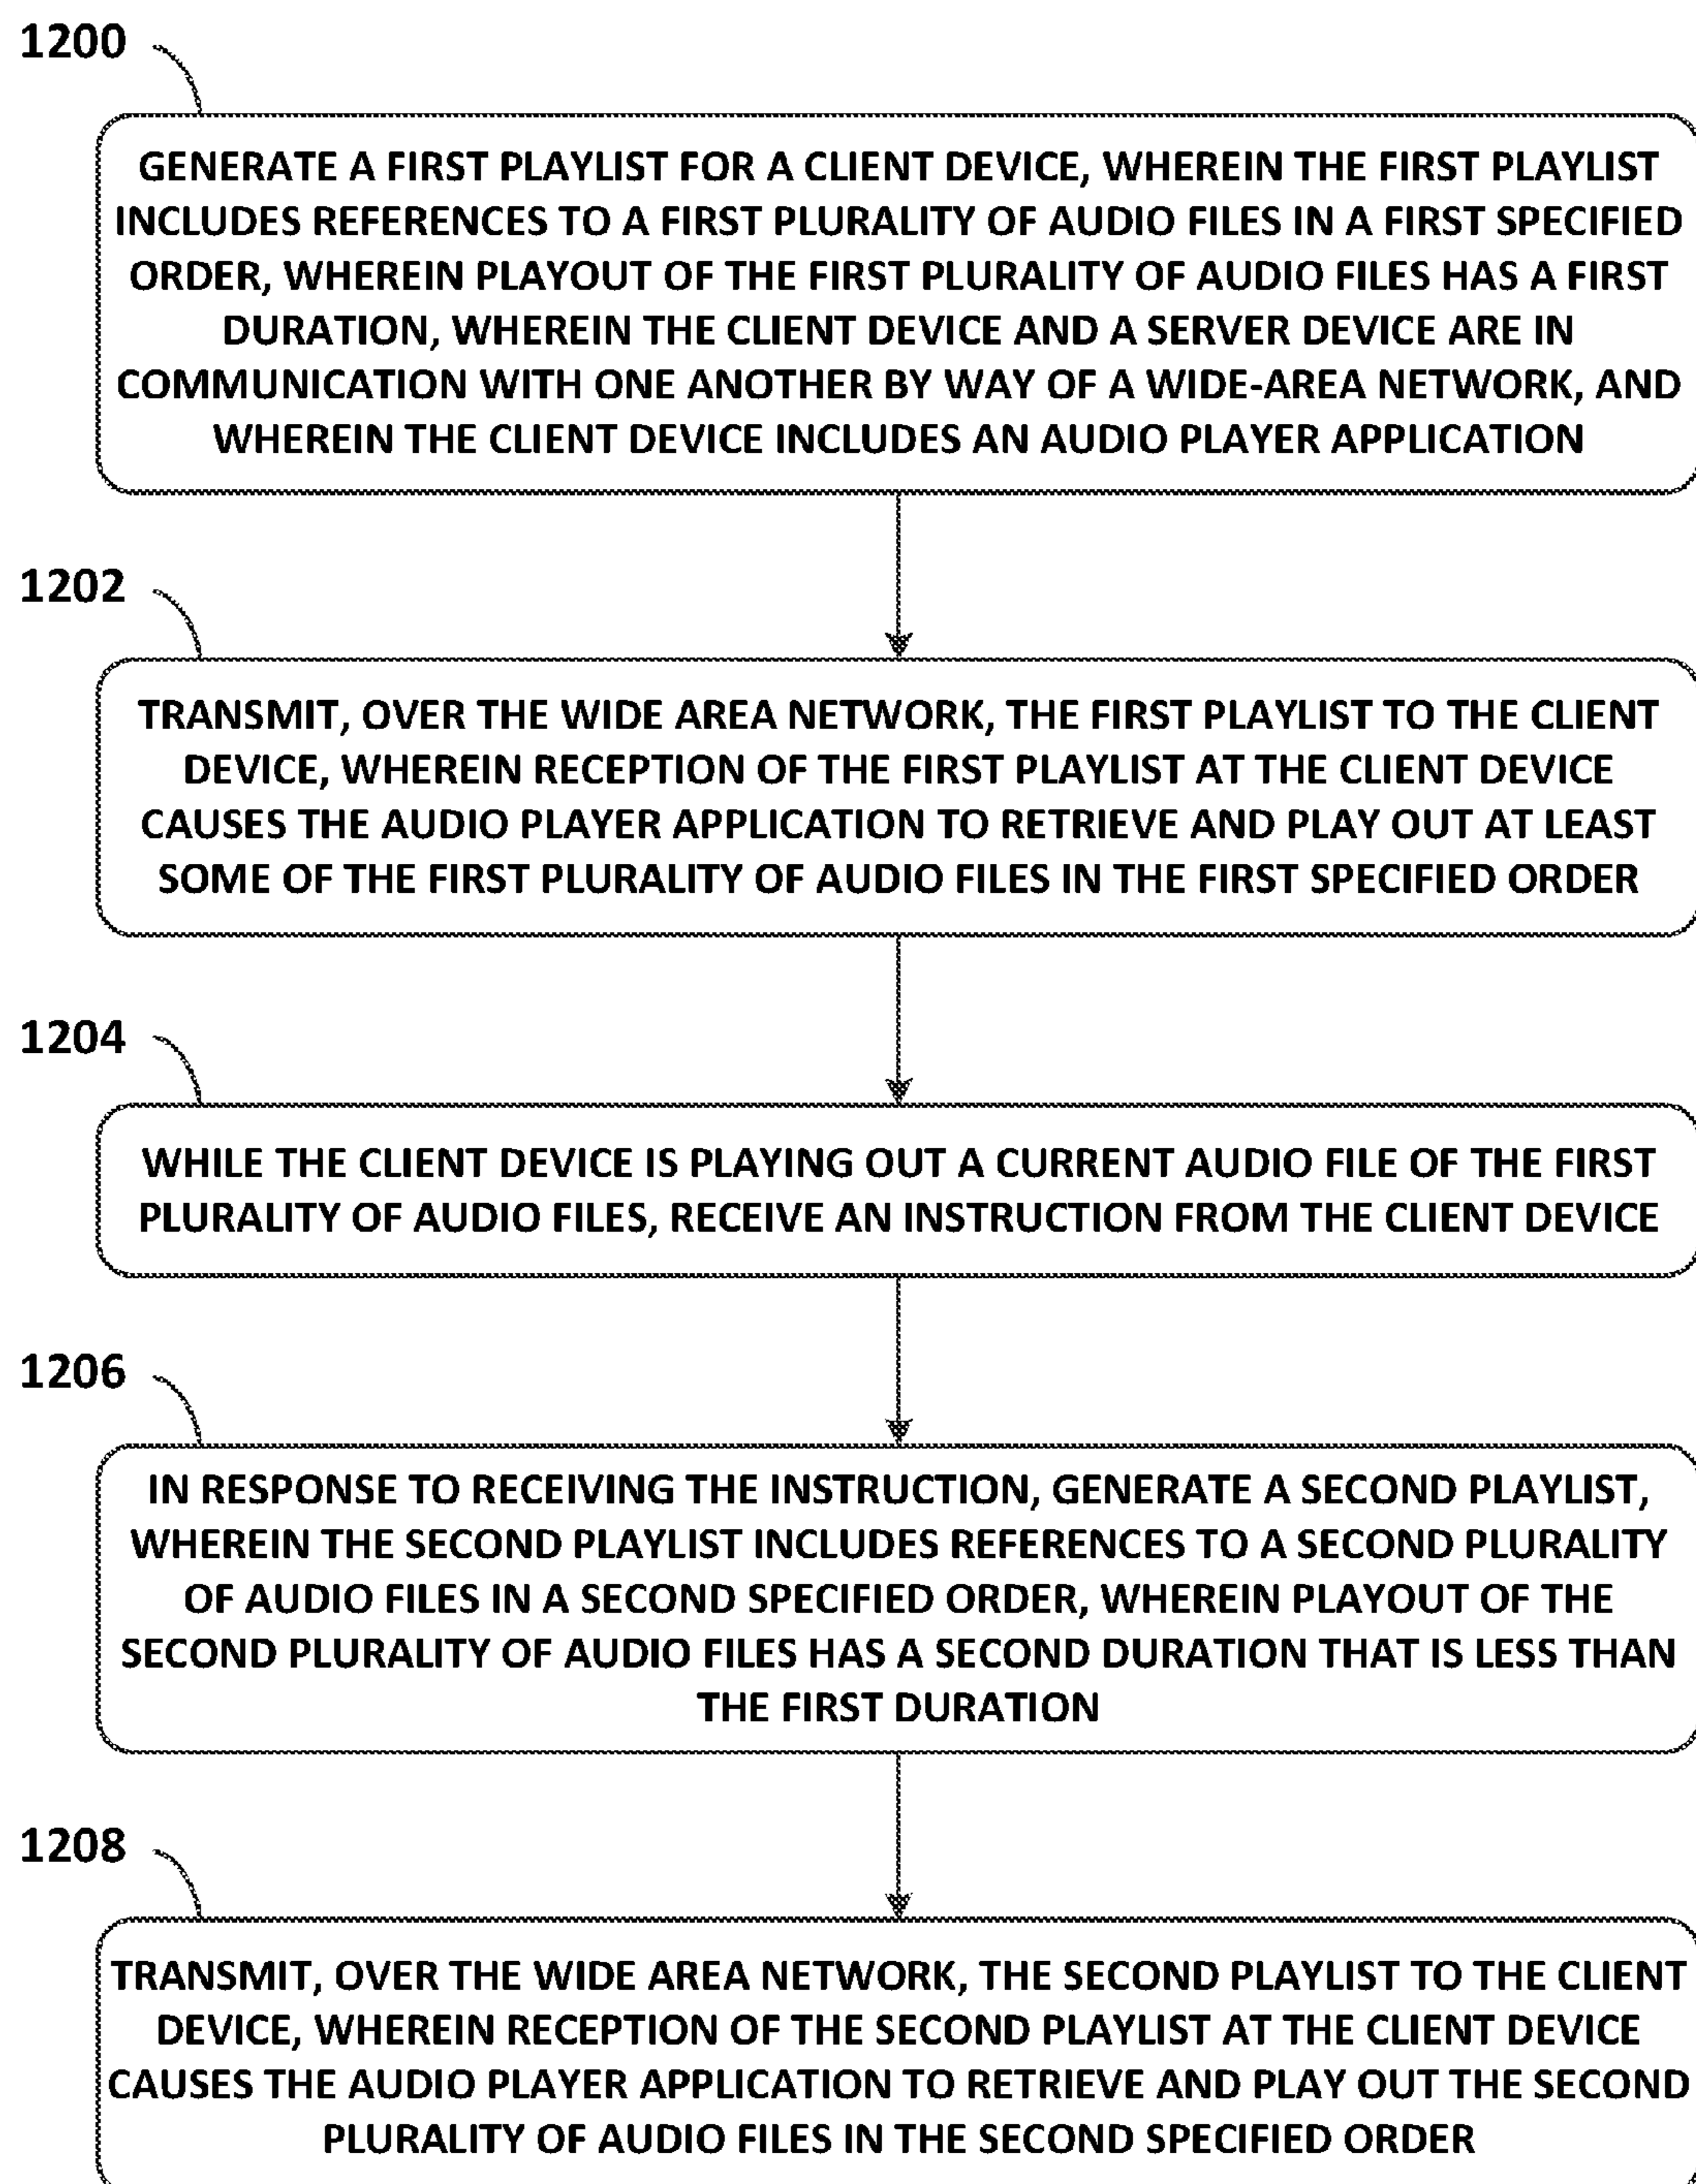 1200
GENERATE A FIRST PLAYLIST FOR A CLIENT DEVICE, WHEREIN THE FIRST PLAYLIST
INCLUDES REFERENCES TO A FIRST PLURALITY OF AUDIO FILES IN A FIRST SPECIFIED
ORDER, WHEREIN PLAYOUT OF THE FIRST PLURALITY OF AUDIO FILES HAS A FIRST
DURATION, WHEREIN THE CLIENT DEVICE AND A SERVER DEVICE ARE IN
COMMUNICATION WITH ONE ANOTHER BY WAY OF A WIDE-AREA NETWORK, AND
WHEREIN THE CLIENT DEVICE INCLUDES AN AUDIO PLAYER APPLICATION
1202
TRANSMIT, OVER THE WIDE AREA NETWORK, THE FIRST PLAYLIST TO THE CLIENT
DEVICE, WHEREIN RECEPTION OF THE FIRST PLAYLIST AT THE CLIENT DEVICE
CAUSES THE AUDIO PLAYER APPLICATION TO RETRIEVE AND PLAY OUT AT LEAST
SOME OF THE FIRST PLURALITY OF AUDIO FILES IN THE FIRST SPECIFIED ORDER
1204
WHILE THE CLIENT DEVICE IS PLAYING OUT A CURRENT AUDIO FILE OF THE FIRST
PLURALITY OF AUDIO FILES, RECEIVE AN INSTRUCTION FROM THE CLIENT DEVICE
1206
IN RESPONSE TO RECEIVING THE INSTRUCTION, GENERATE A SECOND PLAYLIST,
WHEREIN THE SECOND PLAYLIST INCLUDES REFERENCES TO A SECOND PLURALITY
OF AUDIO FILES IN A SECOND SPECIFIED ORDER, WHEREIN PLAYOUT OF THE
SECOND PLURALITY OF AUDIO FILES HAS A SECOND DURATION THAT IS LESS THAN
THE FIRST DURATION
1208
TRANSMIT, OVER THE WIDE AREA NETWORK, THE SECOND PLAYLIST TO THE CLIENT
DEVICE, WHEREIN RECEPTION OF THE SECOND PLAYLIST AT THE CLIENT DEVICE
CAUSES THE AUDIO PLAYER APPLICATION TO RETRIEVE AND PLAY OUT THE SECOND
PLURALITY OF AUDIO FILES IN THE SECOND SPECIFIED ORDER